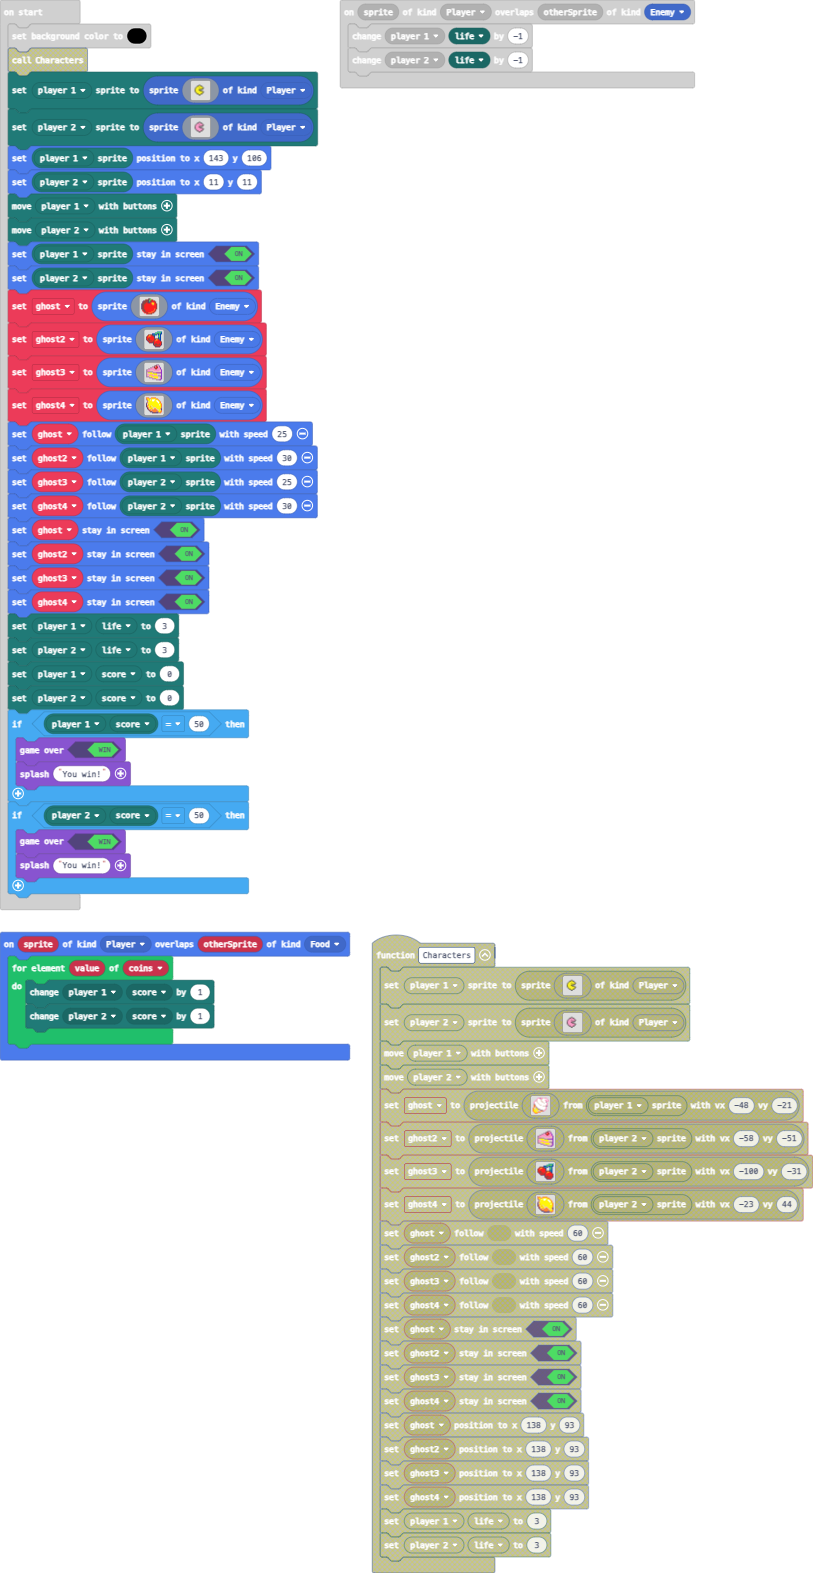 on start
set background color to
call Characters
set player 1 sprite to sprite of kind Player
set player 2 sprite to sprite of kind Player
set player 1 sprite position to x 143 y 106
set player 2 sprite position to x 11 y 11
move player 1 with buttons
move player 2 with buttons
set player 1 sprite stay in screen ON
set player 2 sprite stay in screen ON
set ghost to sprite of kind Enemy
set ghost2 to sprite of kind Enemy
set ghost3 to sprite of kind Enemy
set ghost4 to sprite of kind Enemy
set ghost follow player 1 sprite with speed 25
set ghost2 follow player 1 sprite with speed 30
set ghost3 follow player 2 sprite with speed 25
set ghost4 follow player 2 sprite with speed 30
set ghost stay in screen ON
set ghost2 stay in screen ON
set ghost3 stay in screen ON
set ghost4 stay in screen ON
set player 1 life to 3
set player 2 life to 3
set player 1 score to 0
set player 2 score to 0
if player 1 score = 50 then
game over WIN
splash "You win!"
if player 2 score = 50 then
game over WIN
splash "You win!"
on sprite of kind Player overlaps otherSprite of kind Enemy
change player 1 life by -1
change player 2 life by -1
on sprite of kind Player overlaps otherSprite of kind Food
for element value of coins
do change player 1 score by 1
change player 2 score by 1
function Characters
set player 1 sprite to sprite of kind Player
set player 2 sprite to sprite of kind Player
move player 1 with buttons
move player 2 with buttons
set ghost to projectile from player 1 sprite with vx -48 vy -21
set ghost2 to projectile from player 2 sprite with vx -58 vy -51
set ghost3 to projectile from player 2 sprite with vx -100 vy -31
set ghost4 to projectile from player 2 sprite with vx -23 vy 44
set ghost follow with speed 60
set ghost2 follow with speed 60
set ghost3 follow with speed 60
set ghost4 follow with speed 60
set ghost stay in screen ON
set ghost2 stay in screen ON
set ghost3 stay in screen ON
set ghost4 stay in screen ON
set ghost position to x 138 y 93
set ghost2 position to x 138 y 93
set ghost3 position to x 138 y 93
set ghost4 position to x 138 y 93
set player 1 life to 3
set player 2 life to 3